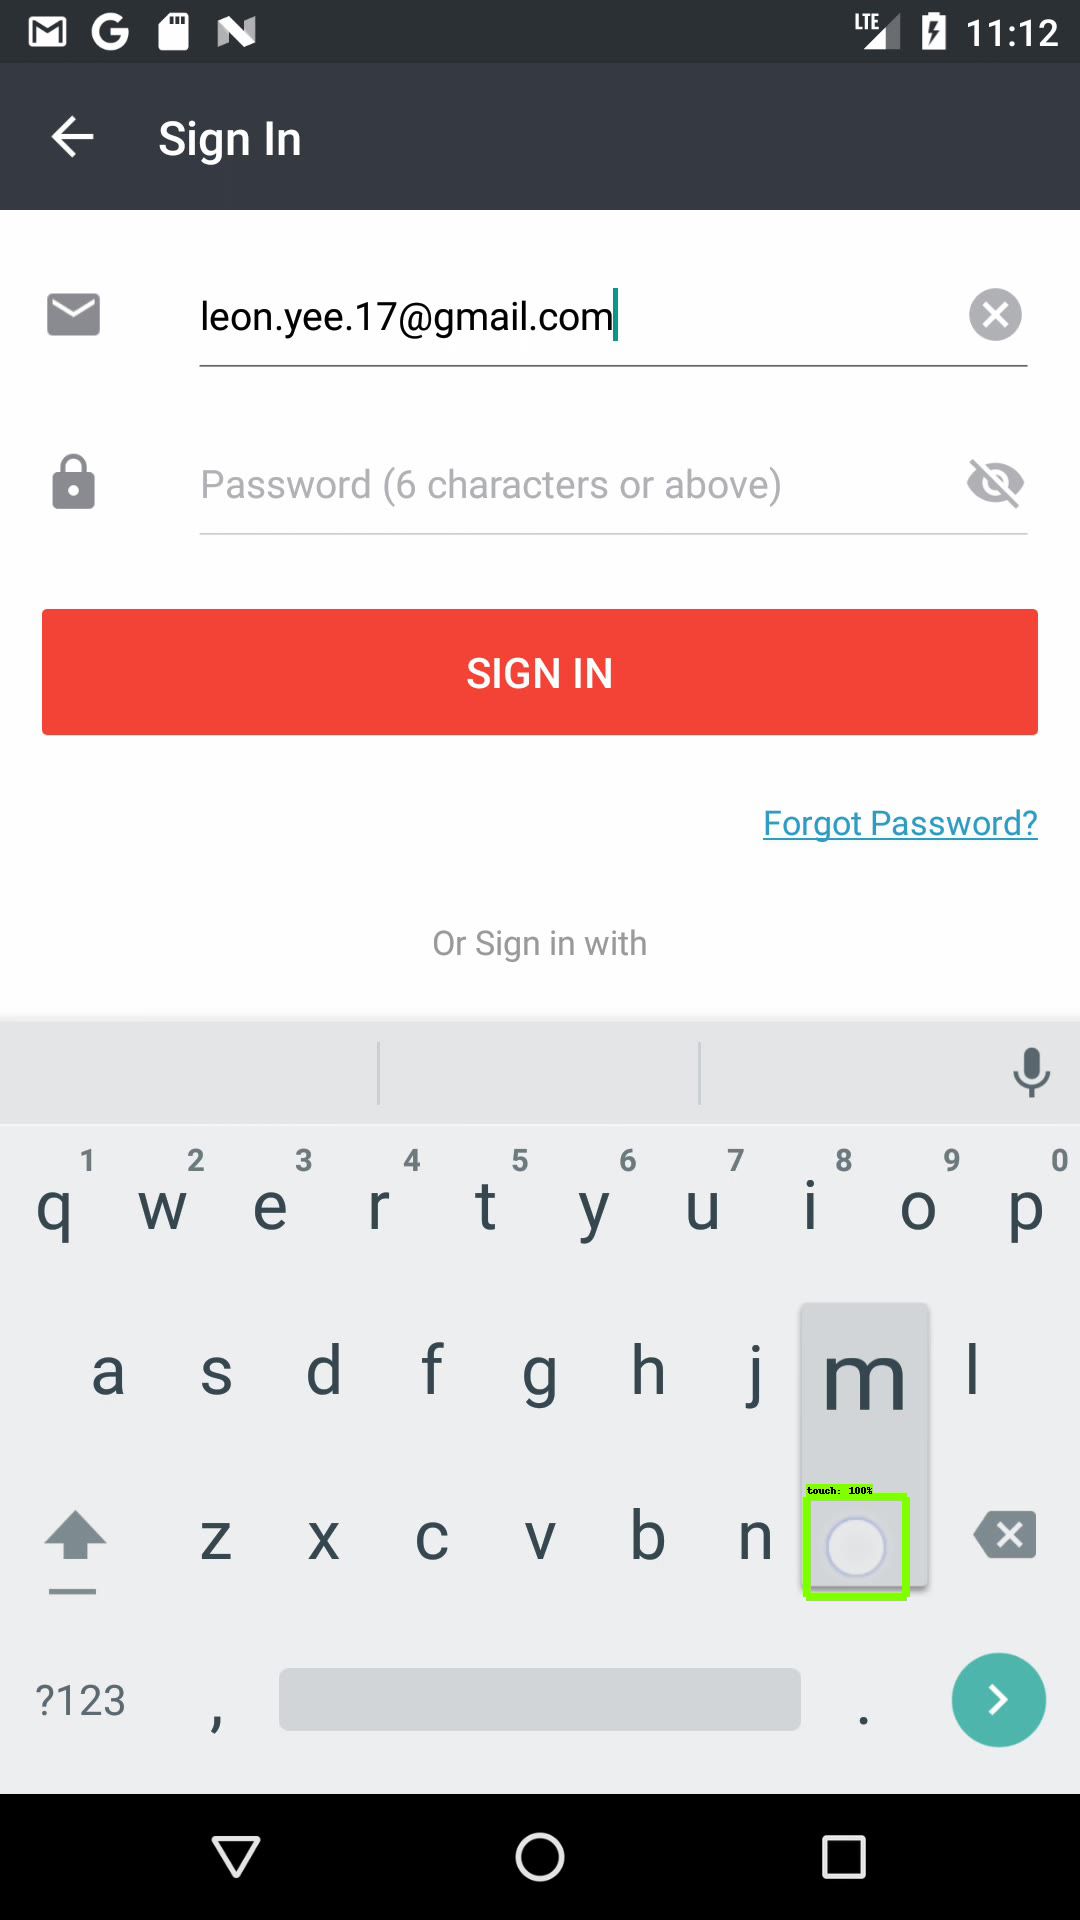 LTE 11:12
Sign In
leon.yee.17@gmail.com
Password (6 characters or above)
SIGN IN
Forgot Password?
Or Sign in with
1 2 3 4 5 6 7 8 9 0
q w e r t y u i o p
a s d f g h j m l
touch: 100%
z x c v b n
?123 , .